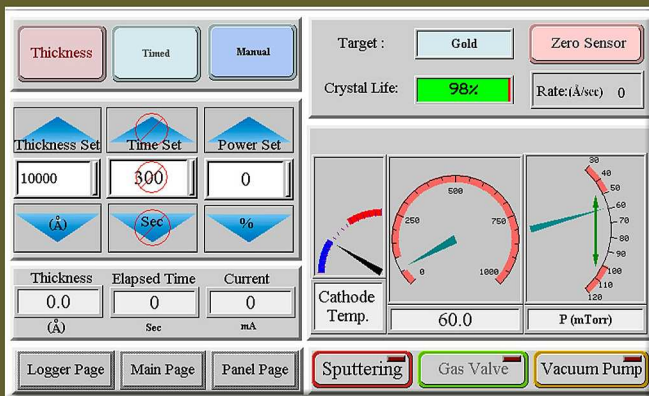 Thickness
Timed
Manual
Target :
Gold
Zero Sensor
Crystal Life:
98%
Rate:(Å/sec) 0
Thickness Set
Time Set
Power Set
10000
300
0
(Å)
Sec
%
Thickness
Elapsed Time
Current
0.0
0
0
(Å)
Sec
mA
Cathode
Temp.
0
250
500
750
1000
60.0
30
40
50
60
70
80
90
100
110
120
P (mTorr)
Logger Page
Main Page
Panel Page
Sputtering
Gas Valve
Vacuum Pump